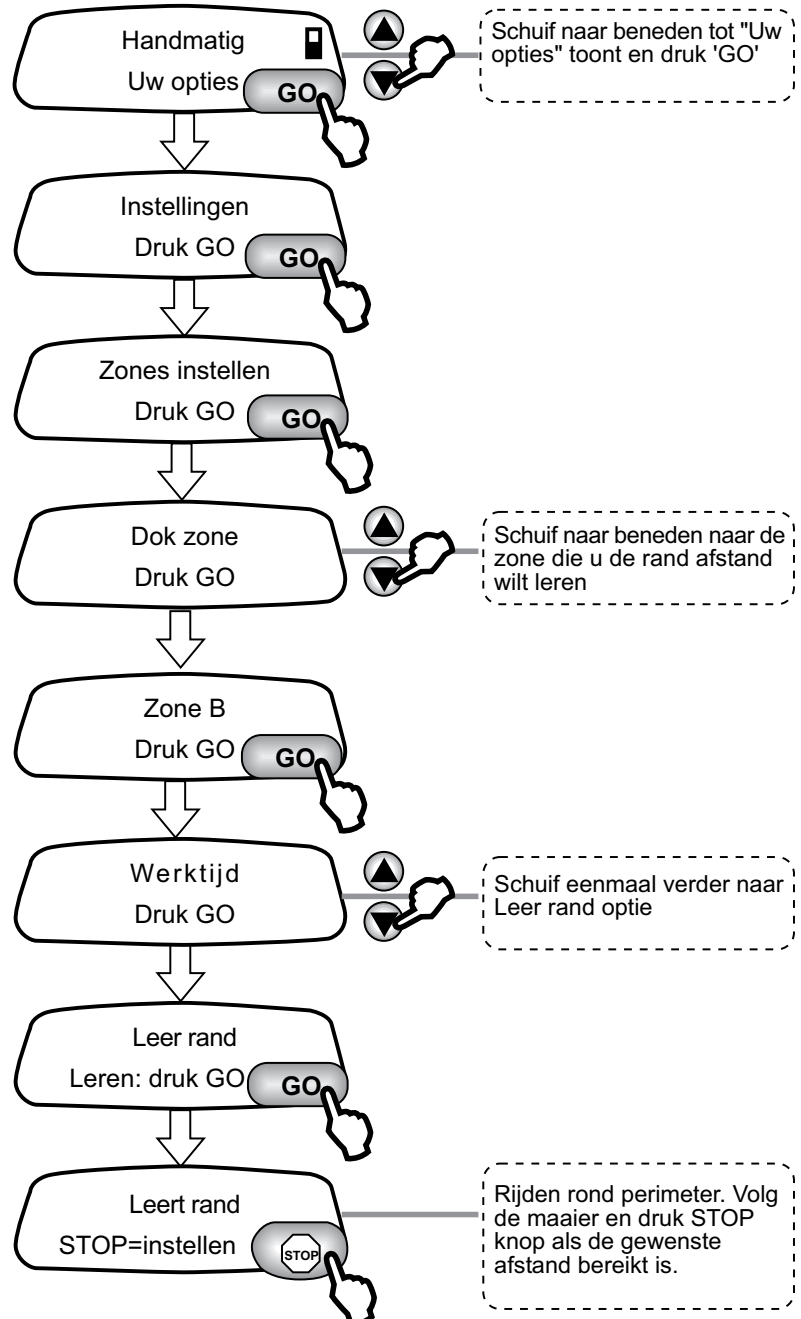 Handmatig
Uw opties
GO
Schuif naar beneden tot "Uw
opties" toont en druk 'GO'
Instellingen
Druk GO
GO
Zones instellen
Druk GO
GO
Dok zone
Druk GO
Schuif naar beneden naar de
zone die u de rand afstand
wilt leren
Zone B
Druk GO
GO
Werktijd
Druk GO
Schuif eenmaal verder naar
Leer rand optie
Leer rand
Leren: druk GO
GO
Leert rand
STOP=instellen
STOP
Rijden rond perimeter. Volg
de maaier en druk STOP
knop als de gewenste
afstand bereikt is.